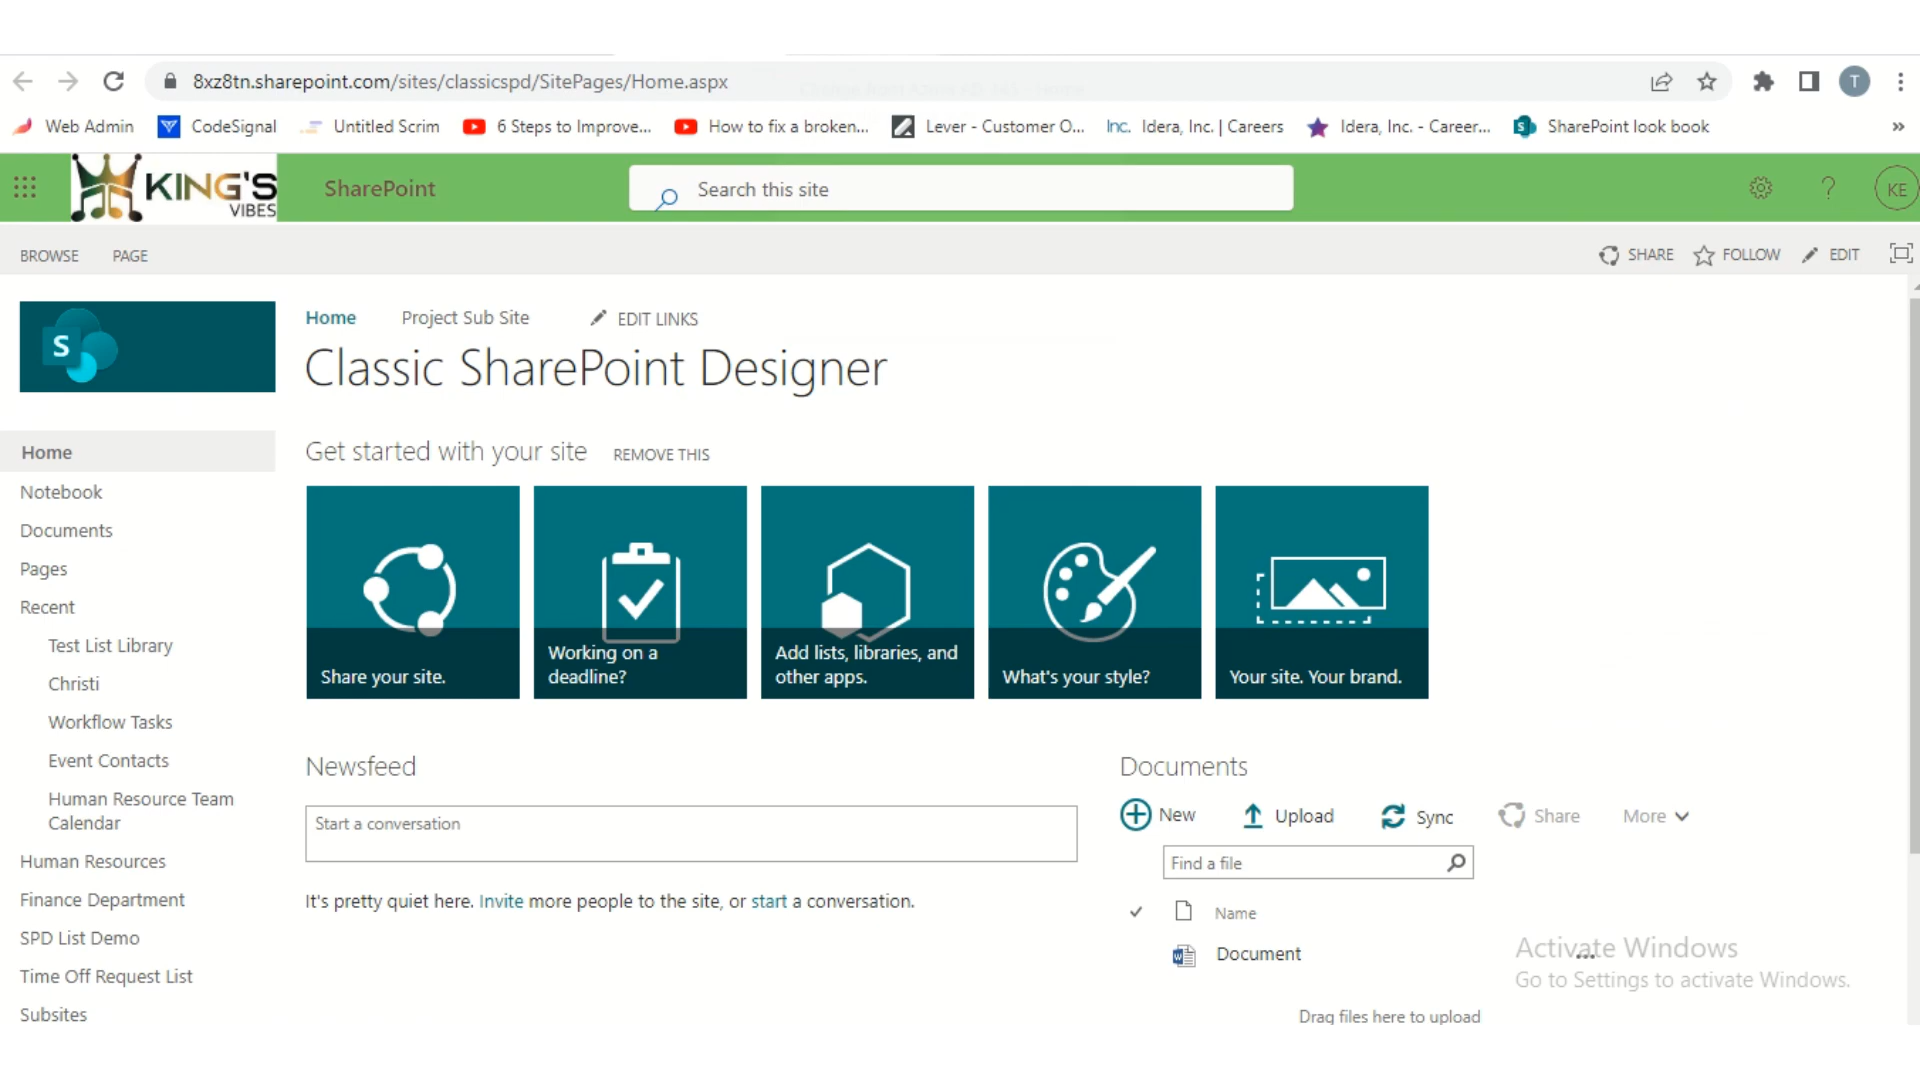 8xz8tn.sharepoint.com/sites/classicspd/SitePages/Home.aspx
T
Web Admin
CodeSignal
Untitled Scrim
6 Steps to Improve...
How to fix a broken...
Lever - Customer O...
Inc. Idera, Inc. | Careers
Idera, Inc. - Career...
S SharePoint look book
»
KING'S
VIBES
SharePoint
Search this site
?
KE
BROWSE
PAGE
SHARE
FOLLOW
EDIT
S
Home
Project Sub Site
EDIT LINKS
Classic SharePoint Designer
Home
Notebook
Documents
Pages
Recent
Test List Library
Christi
Workflow Tasks
Event Contacts
Human Resource Team
Calendar
Human Resources
Finance Department
SPD List Demo
Time Off Request List
Subsites
Get started with your site
REMOVE THIS
Share your site.
Working on a
deadline?
Add lists, libraries, and
other apps.
What's your style?
Your site. Your brand.
Newsfeed
Start a conversation
It's pretty quiet here. Invite more people to the site, or start a conversation.
Documents
New
Upload
Sync
Share
More
Find a file
Name
Document
...
Drag files here to upload
Activate Windows
Go to Settings to activate Windows.